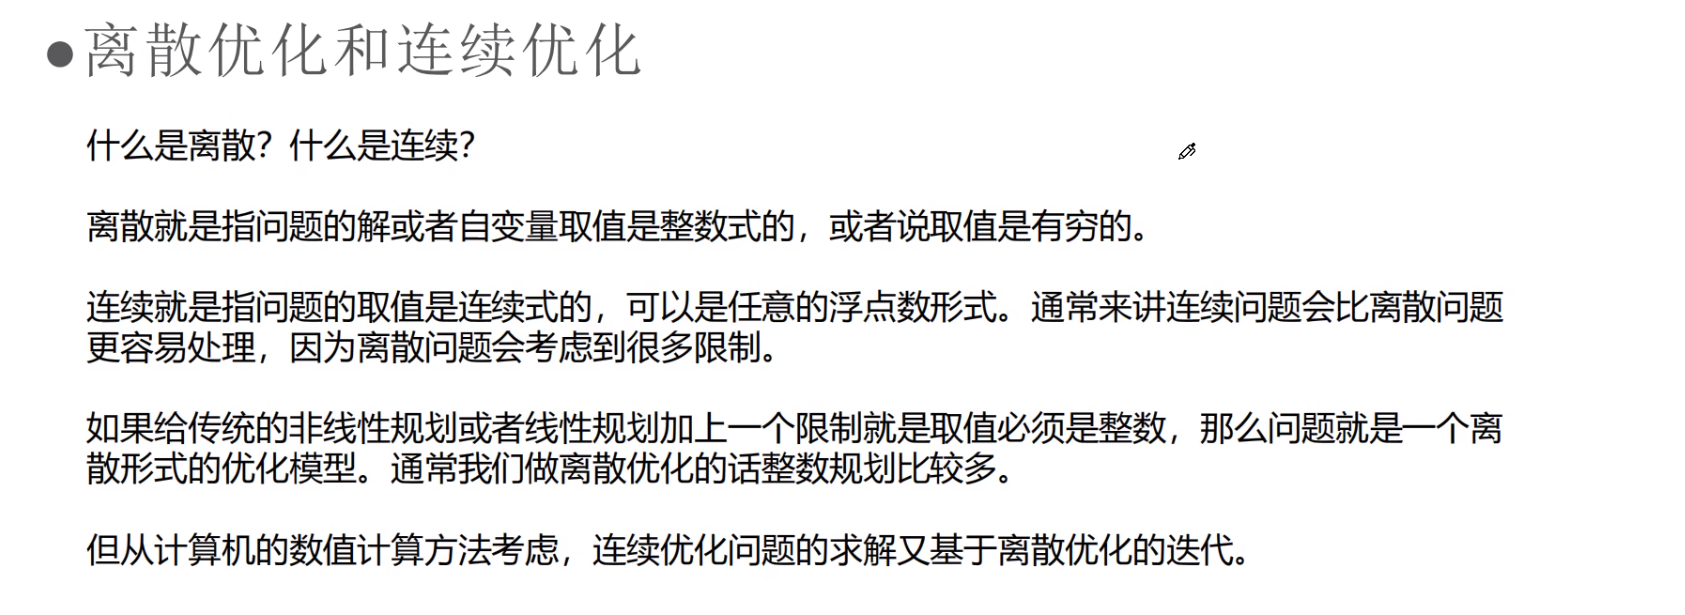 ●离散优化和连续优化
什么是离散？什么是连续？
离散就是指问题的解或者自变量取值是整数式的，或者说取值是有穷的。
连续就是指问题的取值是连续式的，可以是任意的浮点数形式。通常来讲连续问题会比离散问题
更容易处理，因为离散问题会考虑到很多限制。
如果给传统的非线性规划或者线性规划加上一个限制就是取值必须是整数，那么问题就是一个离
散形式的优化模型。通常我们做离散优化的话整数规划比较多。
但从计算机的数值计算方法考虑，连续优化问题的求解又基于离散优化的迭代。